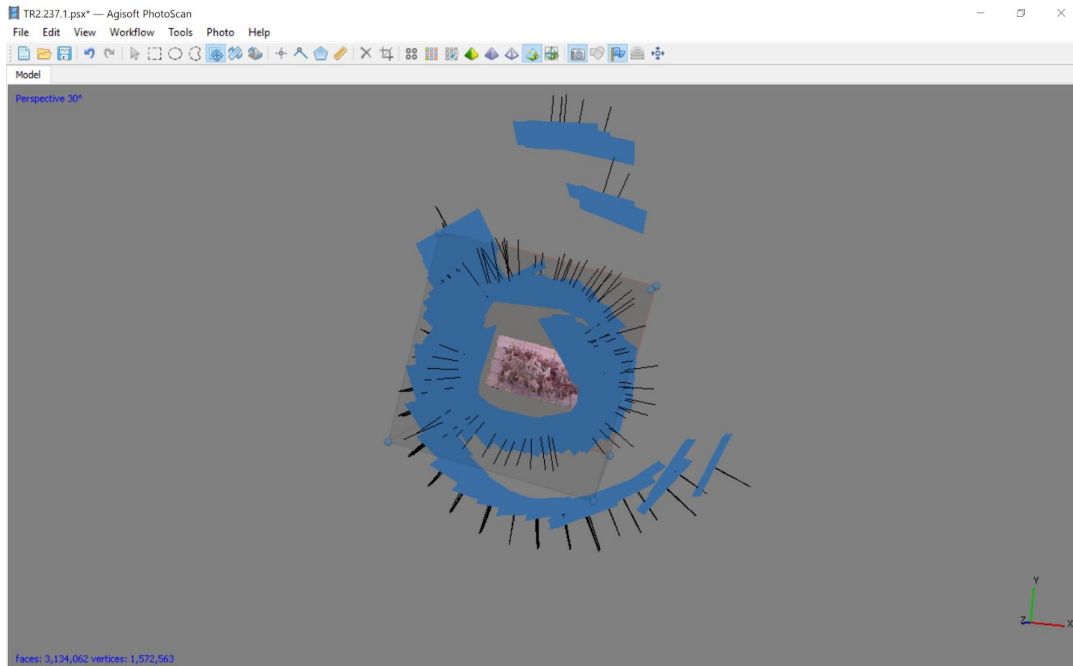 TR2.237.1.psx* — Agisoft PhotoScan
File Edit View Workflow Tools Photo Help
Model
Perspective 30°
Y
Z X
faces: 3,134,062 vertices: 1,572,563